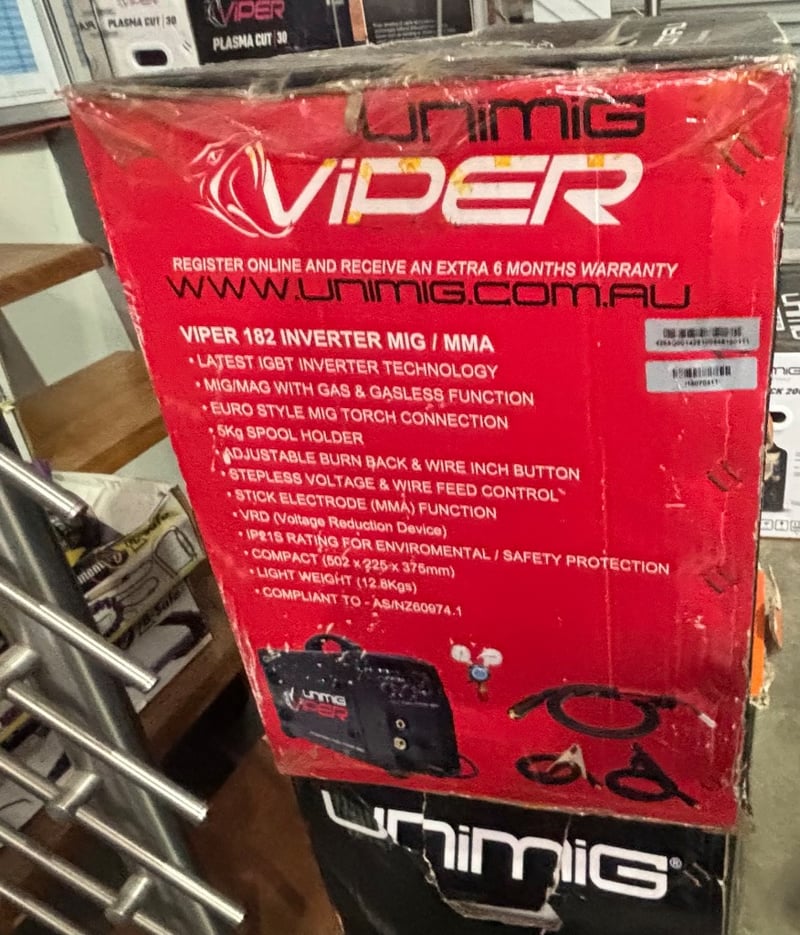 VIPER
PLASMA CUT | 30
VIPER
PLASMA CUT | 30
UNIMIG
VIPER
REGISTER ONLINE AND RECEIVE AN EXTRA 6 MONTHS WARRANTY
WWW.UNIMIG.COM.AU
VIPER 182 INVERTER MIG / MMA
• LATEST IGBT INVERTER TECHNOLOGY
• MIG/MAG WITH GAS & GASLESS FUNCTION
• EURO STYLE MIG TORCH CONNECTION
• 5Kg SPOOL HOLDER
• ADJUSTABLE BURN BACK & WIRE INCH BUTTON
• STEPLESS VOLTAGE & WIRE FEED CONTROL
• STICK ELECTRODE (MMA) FUNCTION
• VRD (Voltage Reduction Device)
• IP21S RATING FOR ENVIROMENTAL / SAFETY PROTECTION
• COMPACT (502 x 225 x 375mm)
• LIGHT WEIGHT (12.8Kgs)
• COMPLIANT TO - AS/NZ60974.1
UNIMIG
VIPER
UNIMIG®